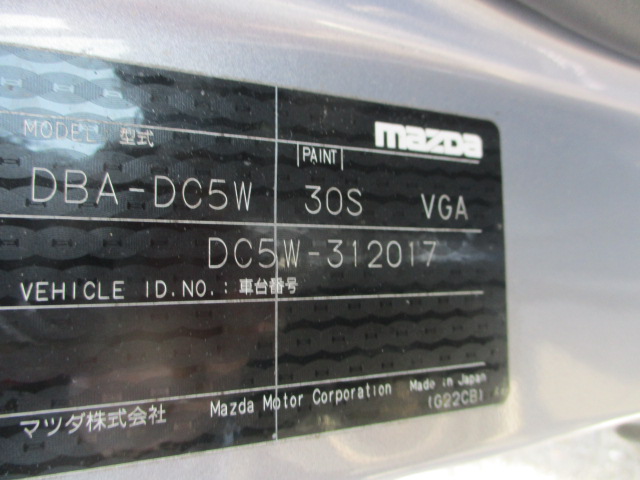 mazda
MODEL 型式 PAINT
DBA-DC5W 30S VGA
DC5W-312017
VEHICLE ID.NO.: 車台番号
マツダ株式会社 Mazda Motor Corporation Made in Japan
(G22CB)